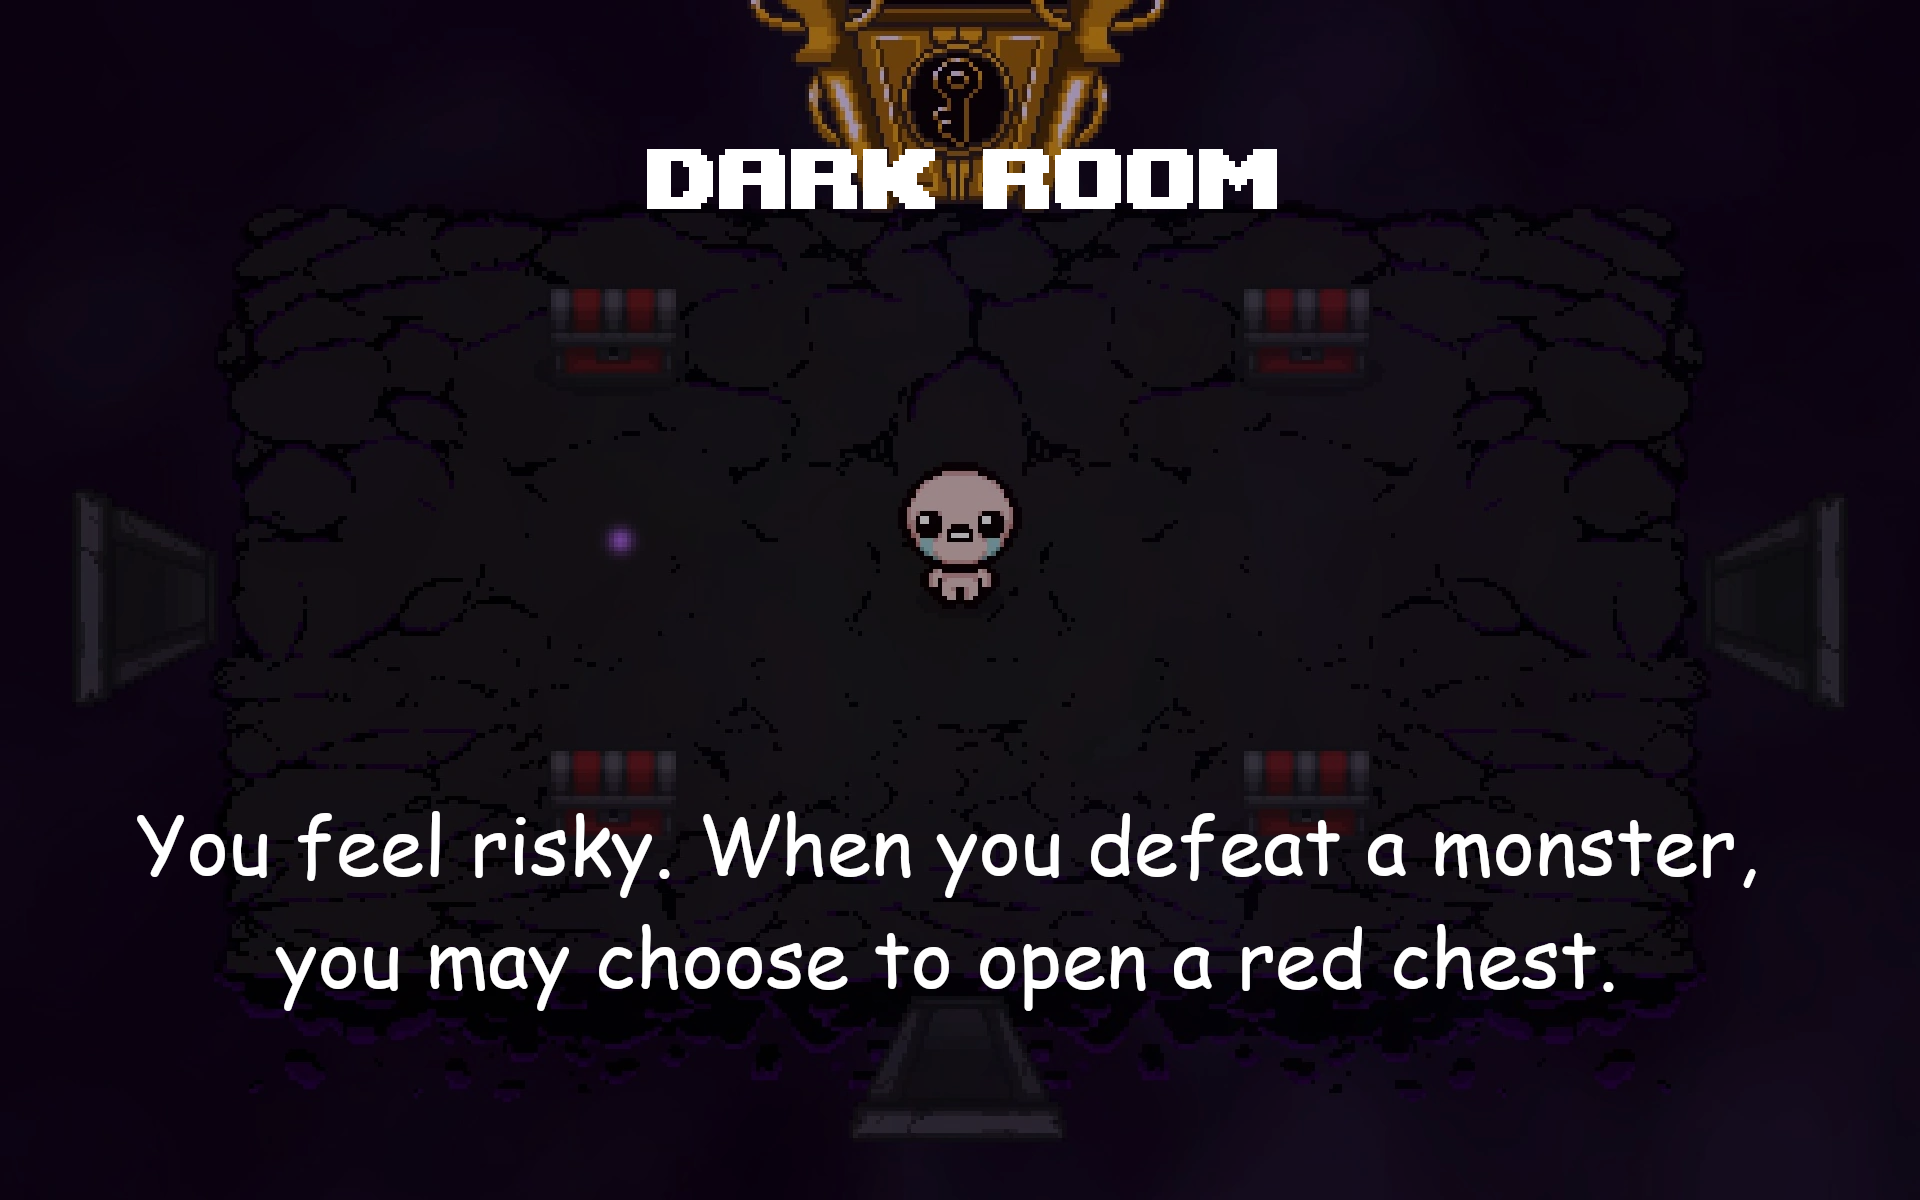 DARK ROOM
You feel risky. When you defeat a monster,
you may choose to open a red chest.